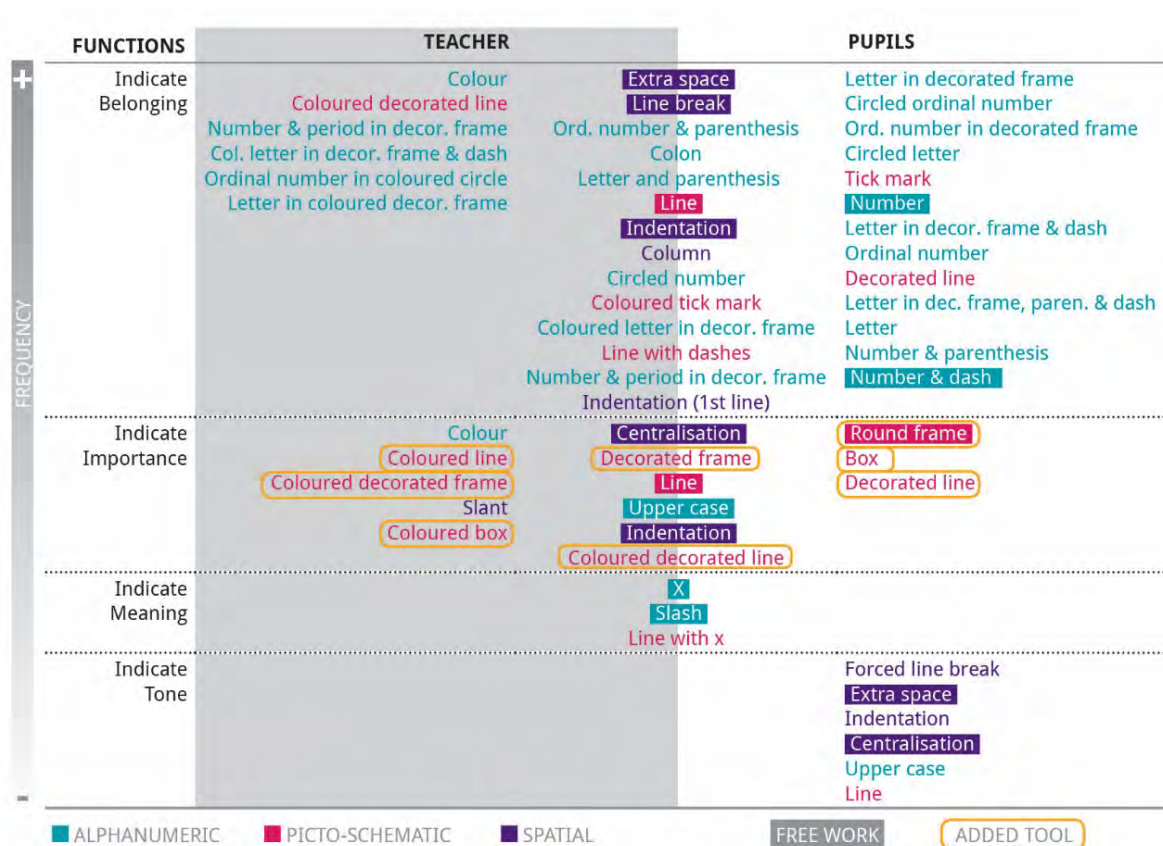 FUNCTIONS TEACHER PUPILS
+
FREQUENCY
-
Indicate Belonging
Colour
Coloured decorated line
Number & period in decor. frame
Col. letter in decor. frame & dash
Ordinal number in coloured circle
Letter in coloured decor. frame
Extra space
Line break
Ord. number & parenthesis
Colon
Letter and parenthesis
Line
Indentation
Column
Circled number
Coloured tick mark
Coloured letter in decor. frame
Line with dashes
Number & period in decor. frame
Indentation (1st line)
Letter in decorated frame
Circled ordinal number
Ord. number in decorated frame
Circled letter
Tick mark
Number
Letter in decor. frame & dash
Ordinal number
Decorated line
Letter in dec. frame, paren. & dash
Letter
Number & parenthesis
Number & dash
Indicate
Importance
Colour
Coloured line
Coloured decorated frame
Slant
Coloured box
Centralisation
Decorated frame
Line
Upper case
Indentation
Coloured decorated line
Round frame
Box
Decorated line
Indicate
Meaning
X
Slash
Line with x
Indicate
Tone
Forced line break
Extra space
Indentation
Centralisation
Upper case
Line
ALPHANUMERIC PICTO-SCHEMATIC SPATIAL FREE WORK ADDED TOOL